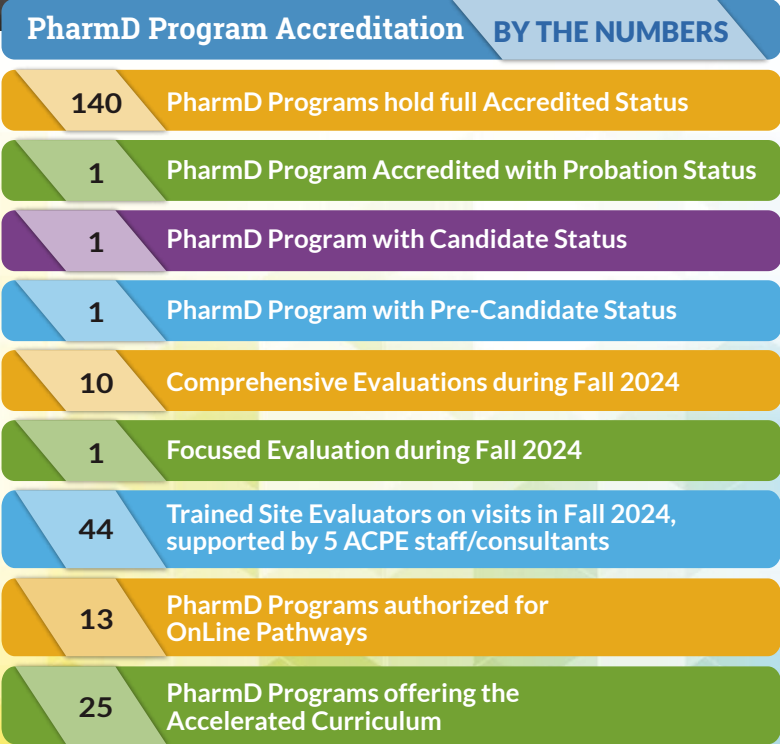 PharmD Program Accreditation BY THE NUMBERS
140 PharmD Programs hold full Accredited Status
1 PharmD Program Accredited with Probation Status
1 PharmD Program with Candidate Status
1 PharmD Program with Pre-Candidate Status
10 Comprehensive Evaluations during Fall 2024
1 Focused Evaluation during Fall 2024
44 Trained Site Evaluators on visits in Fall 2024,
supported by 5 ACPE staff/consultants
13 PharmD Programs authorized for
OnLine Pathways
25 PharmD Programs offering the
Accelerated Curriculum